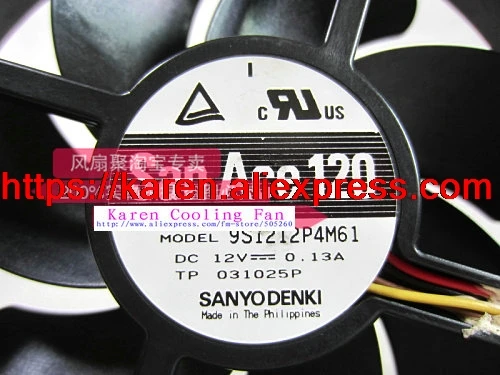 I
c RU US
San Ace 120
风扇聚淘宝专卖
https://karen.aliexpress.com/
Karen Cooling Fan
www.aliexpress.com/fm-store/505260
MODEL 9S1212P4M61
DC 12V⎓ 0.13A
TP 031025P
SANYO DENKI
Made in The Philippines